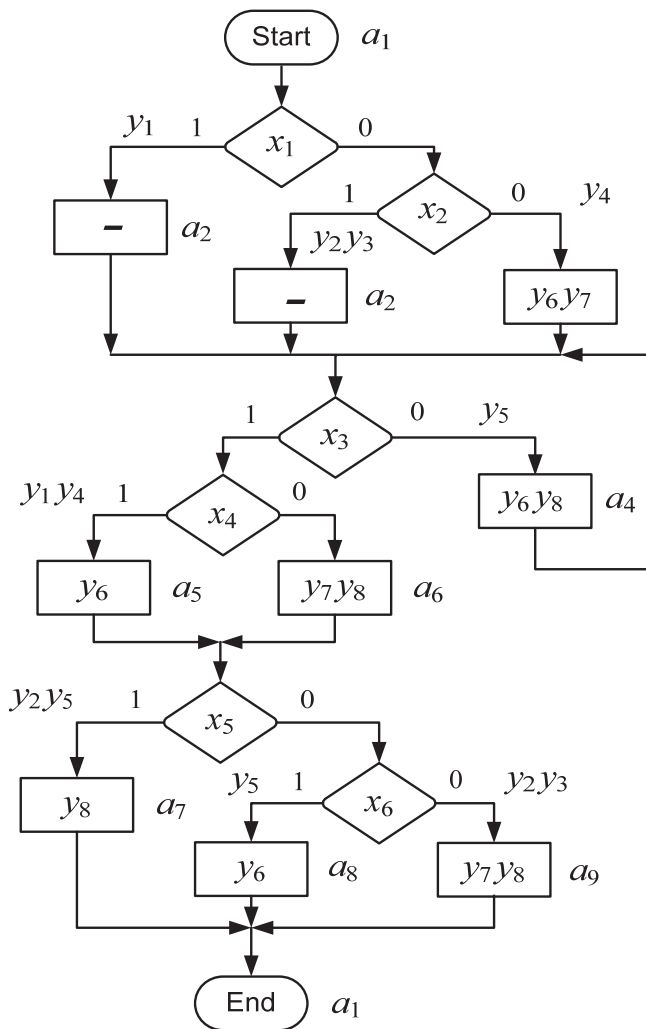 Start a1
y1 1 x1 0
1 x2 0 y4
– a2
y2y3
– a2 y6y7
1 x3 0 y5
y1y4 1 x4 0
y6y8 a4
y6 a5 y7y8 a6
y2y5 1 x5 0
y8 a7 y5 1 x6 0 y2y3
y6 a8 y7y8 a9
End a1